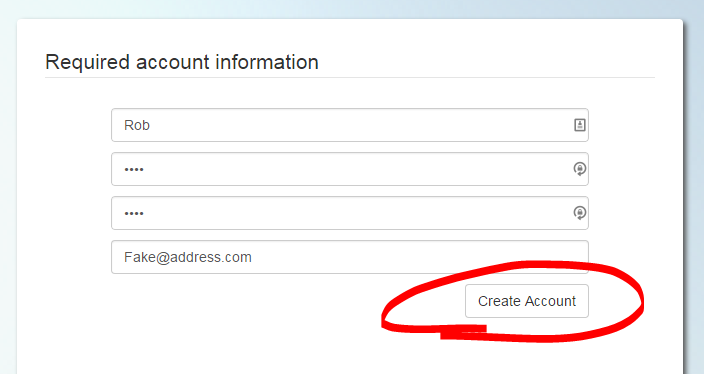 Required account information
Rob
••••
••••
Fake@address.com
Create Account